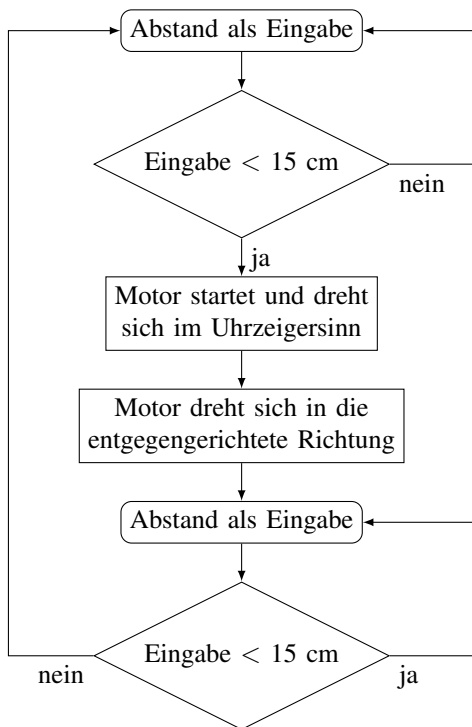 Abstand als Eingabe
Eingabe < 15 cm
nein
ja
Motor startet und dreht
sich im Uhrzeigersinn
Motor dreht sich in die
entgegengerichtete Richtung
Abstand als Eingabe
Eingabe < 15 cm
nein
ja